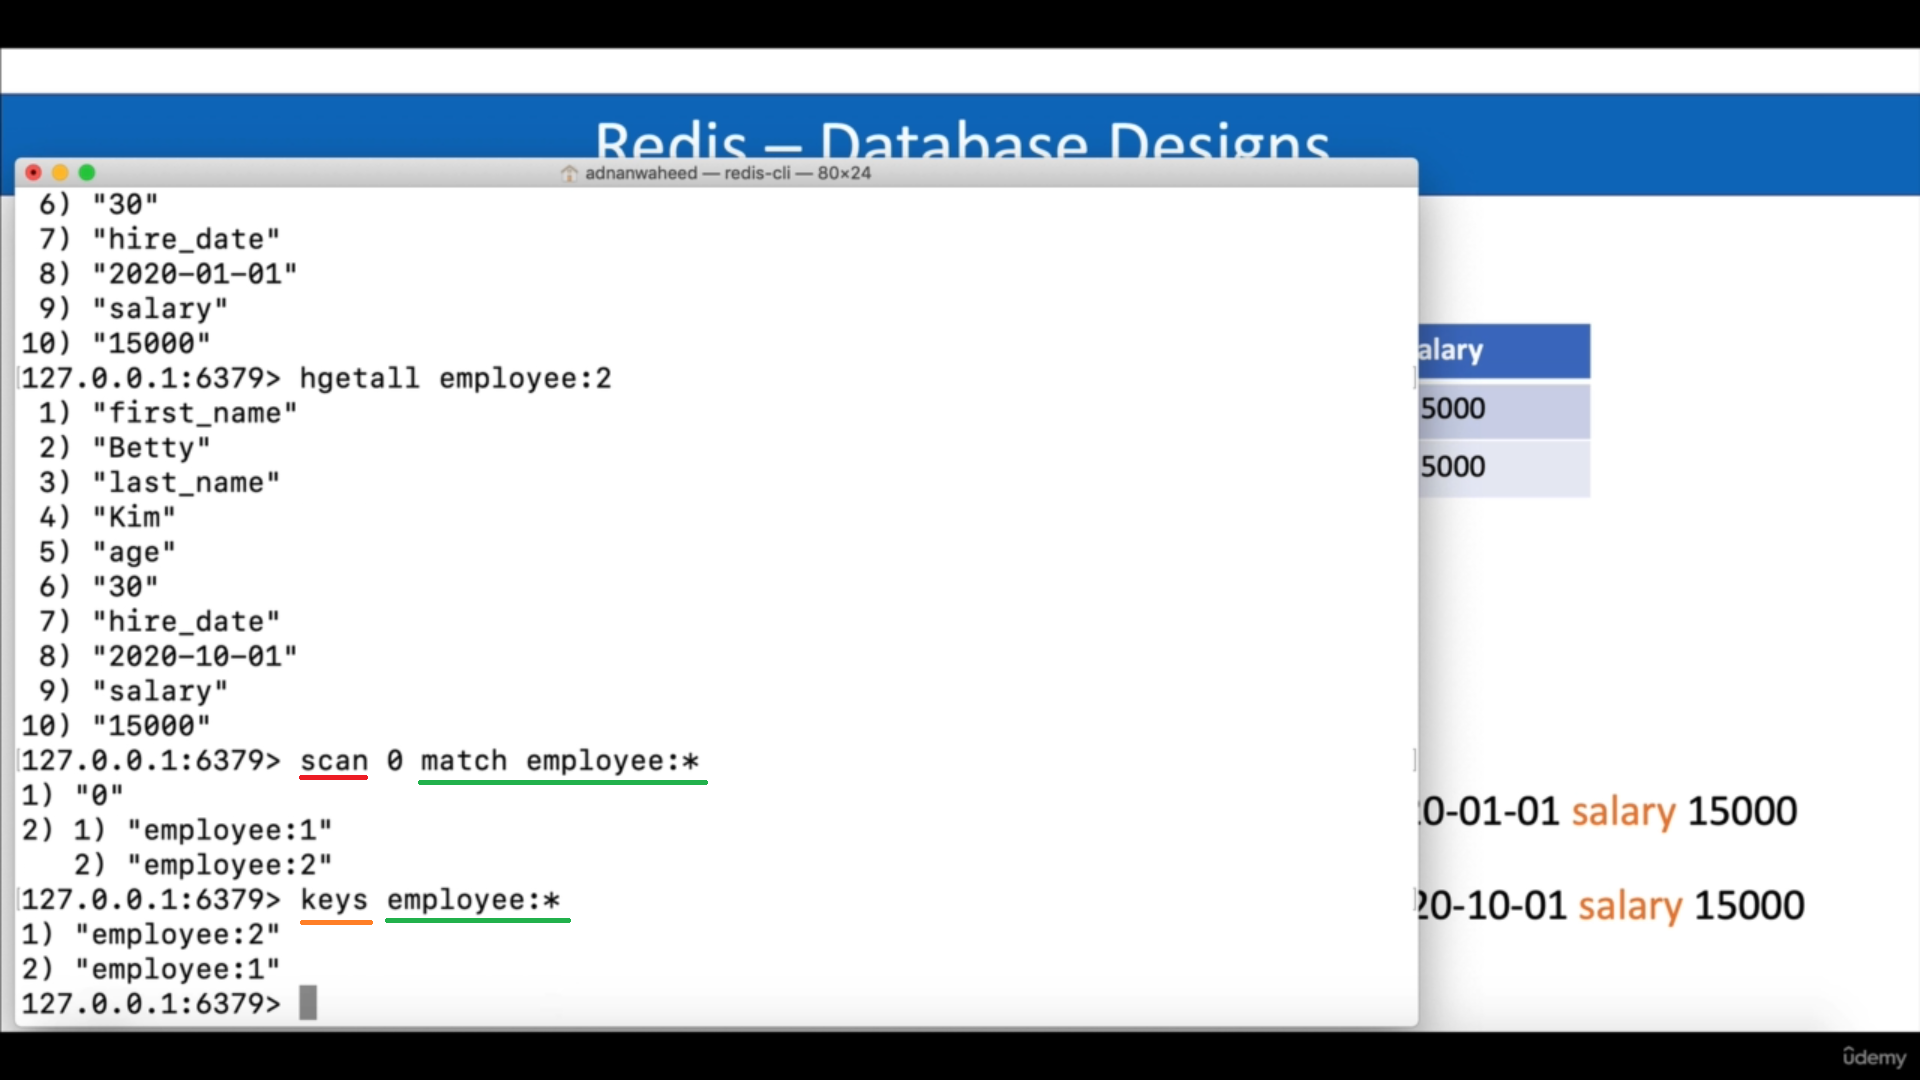 Redis – Database Designs
adnanwaheed — redis-cli — 80×24
6) "30"
7) "hire_date"
8) "2020-01-01"
9) "salary"
10) "15000"
127.0.0.1:6379> hgetall employee:2
1) "first_name"
2) "Betty"
3) "last_name"
4) "Kim"
5) "age"
6) "30"
7) "hire_date"
8) "2020-10-01"
9) "salary"
10) "15000"
127.0.0.1:6379> scan 0 match employee:*
1) "0"
2) 1) "employee:1"
2) "employee:2"
127.0.0.1:6379> keys employee:*
1) "employee:2"
2) "employee:1"
127.0.0.1:6379>
alary
5000
5000
0-01-01 salary 15000
20-10-01 salary 15000
ûdemy